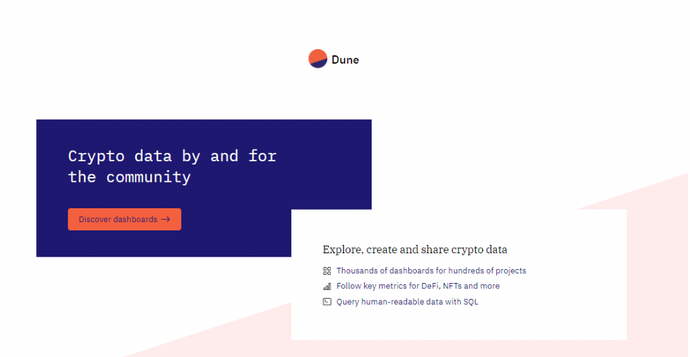 Dune
Crypto data by and for
the community
Discover dashboards
Explore, create and share crypto data
Thousands of dashboards for hundreds of projects
Follow key metrics for DeFi, NFTs and more
Query human-readable data with SQL